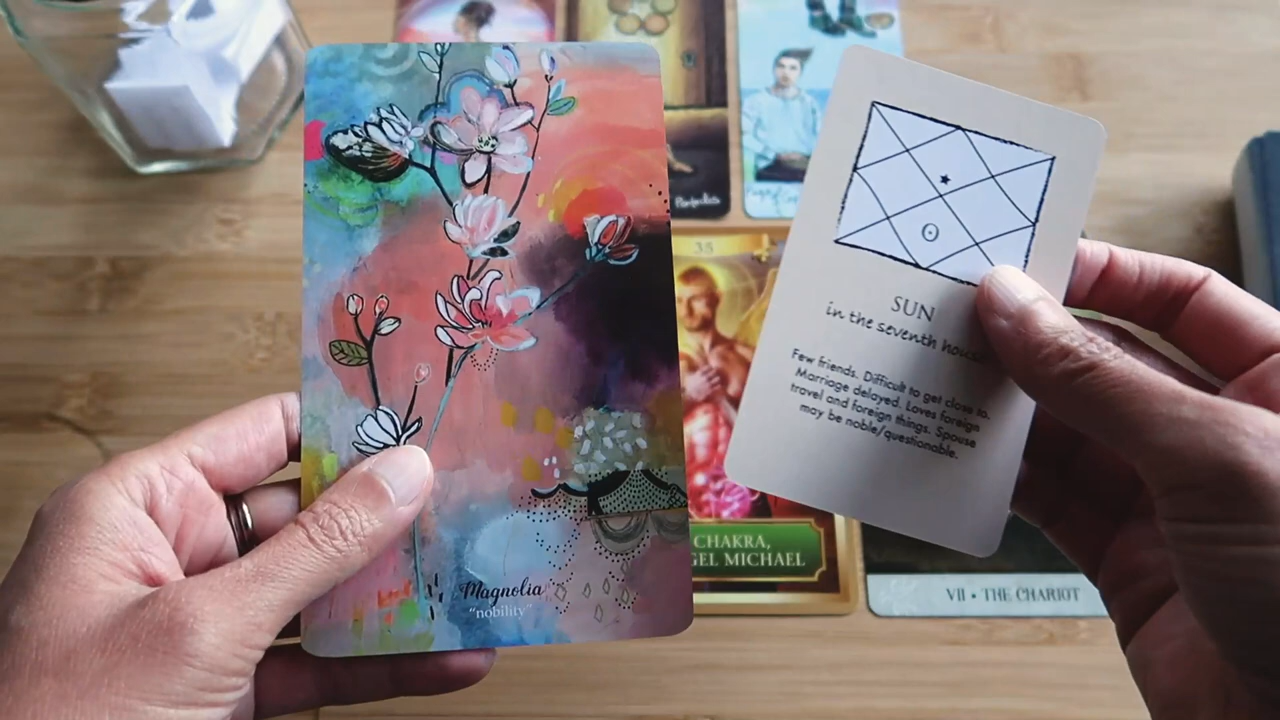 Magnolia
"nobility"
SUN
in the seventh
Few friends. Difficult to get close to.
Marriage delayed. Loves foreign
travel and foreign things. Spouse
may be noble/questionable.
35
CHAKRA,
GEL MICHAEL
VII • THE CHARIOT
Pentacles